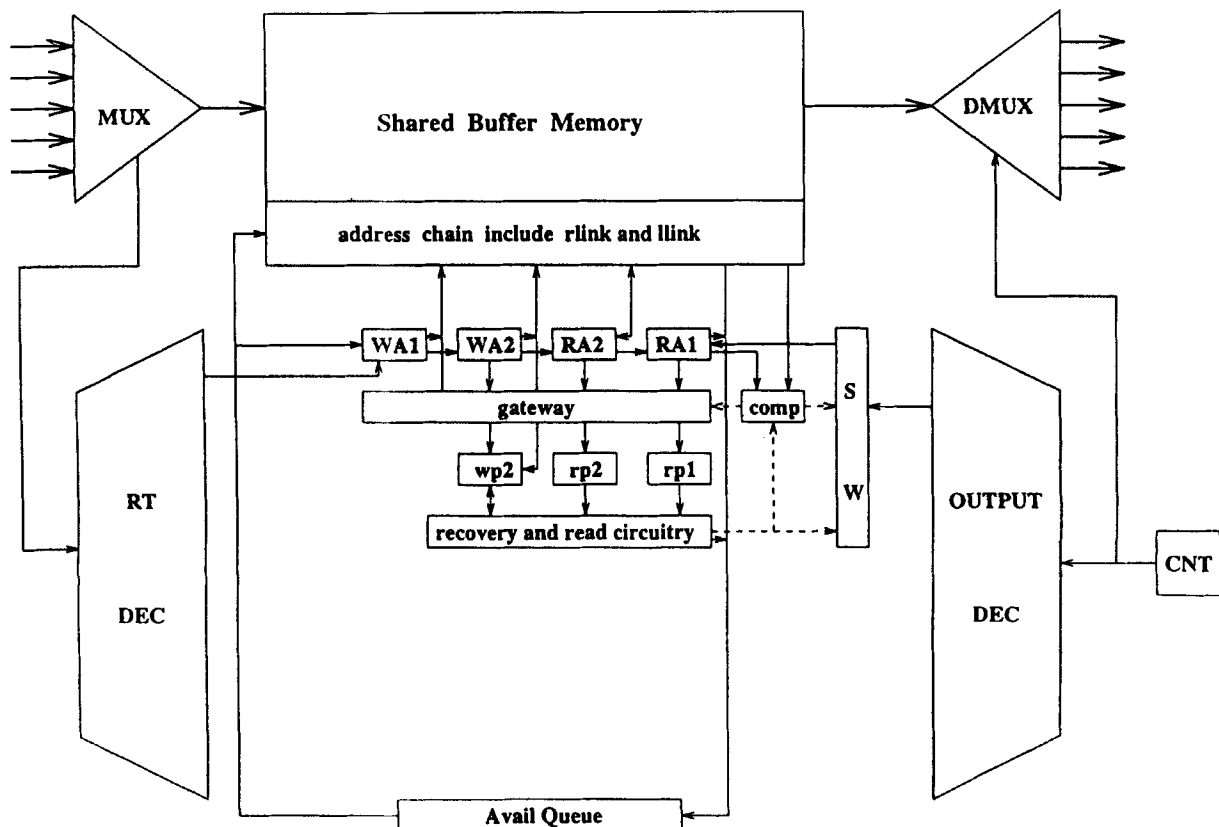 MUX
Shared Buffer Memory
DMUX
address chain include rlink and llink
WA1
WA2
RA2
RA1
S
W
gateway
comp
wp2
rp2
rp1
RT
DEC
OUTPUT
DEC
recovery and read circuitry
CNT
Avail Queue